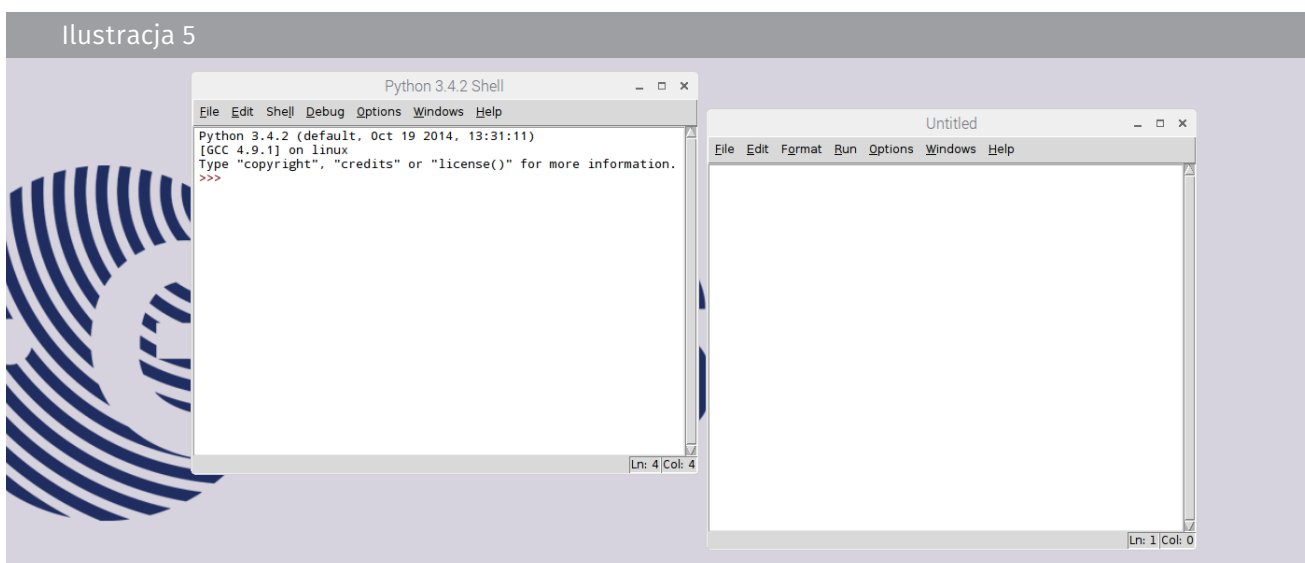 Ilustracja 5
Python 3.4.2 Shell
File Edit Shell Debug Options Windows Help
Python 3.4.2 (default, Oct 19 2014, 13:31:11)
[GCC 4.9.1] on linux
Type "copyright", "credits" or "license()" for more information.
>>>
Ln: 4 Col: 4
Untitled
File Edit Format Run Options Windows Help
Ln: 1 Col: 0